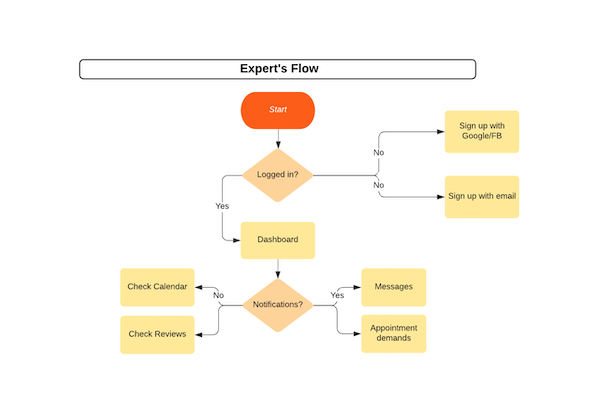 Expert's Flow
Start
Sign up with
Google/FB
No
Logged in?
No
Sign up with email
Yes
Dashboard
Check Calendar
No
Notifications?
Yes
Messages
Check Reviews
Appointment
demands